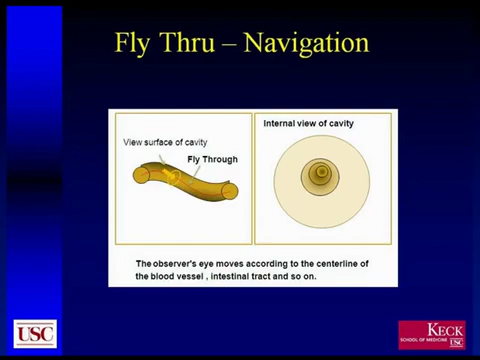 Fly Thru – Navigation
View surface of cavity
Fly Through
Internal view of cavity
The observer's eye moves according to the centerline of
the blood vessel , intestinal tract and so on.
USC
KECK
SCHOOL OF MEDICINE
USC